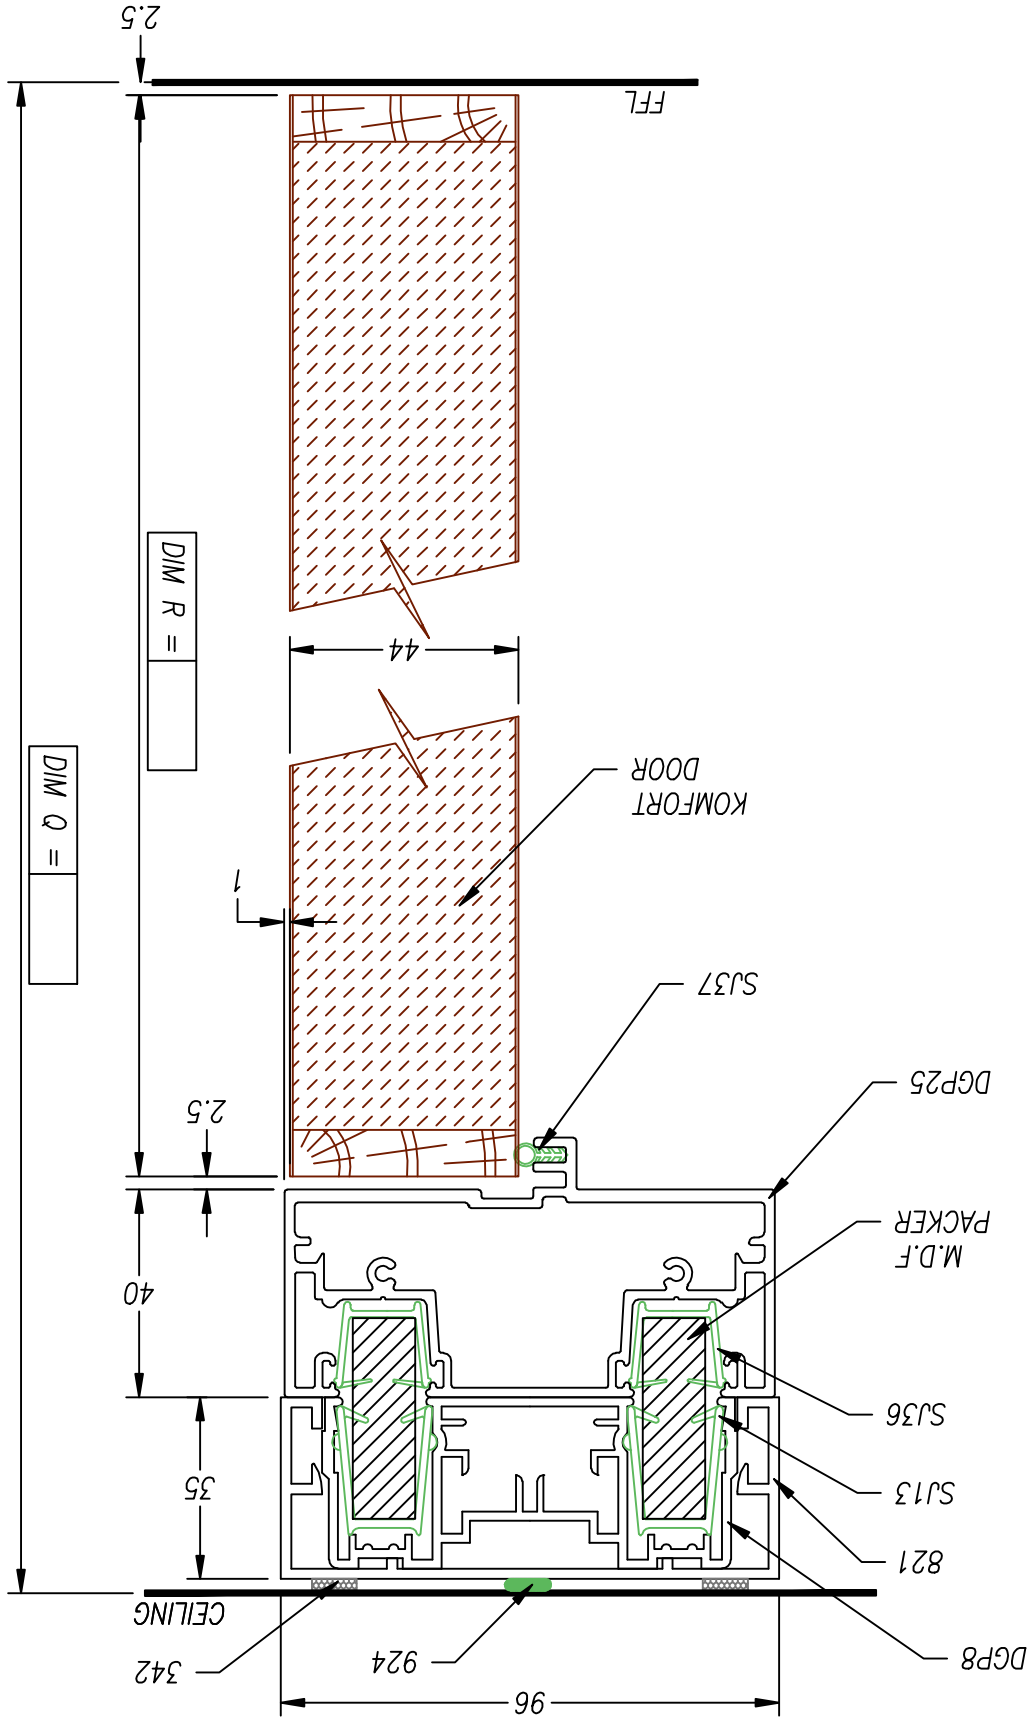 96
DGP8
924
342
CEILING
821
SJ13
35
SJ36
M.D.F
PACKER
40
DGP25
2.5
SJ37
1
KOMFORT
DOOR
DIM Q =
44
DIM R =
FFL
2.5